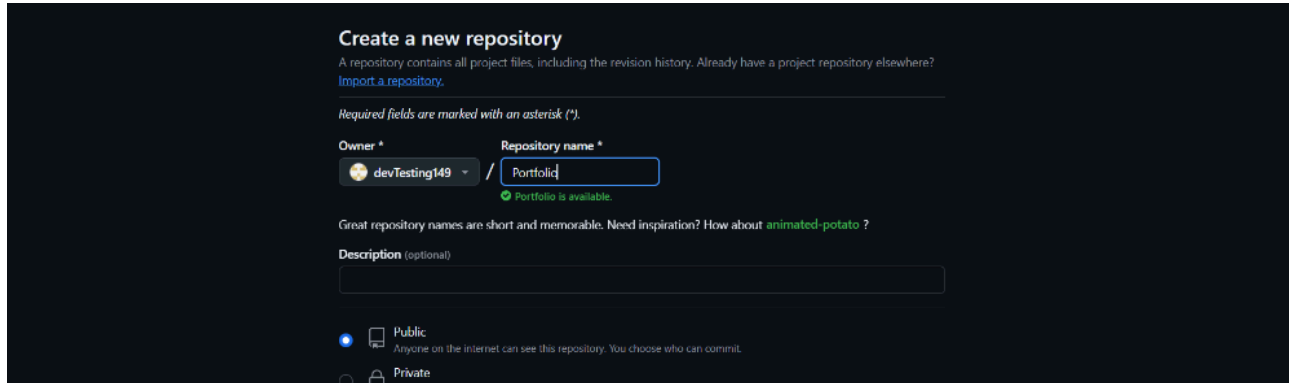 Create a new repository
A repository contains all project files, including the revision history. Already have a project repository elsewhere?
Import a repository.
Required fields are marked with an asterisk (*).
Owner * Repository name *
devTesting149 / Portfolio
Portfolio is available.
Great repository names are short and memorable. Need inspiration? How about animated-potato ?
Description (optional)
Public
Anyone on the internet can see this repository. You choose who can commit.
Private